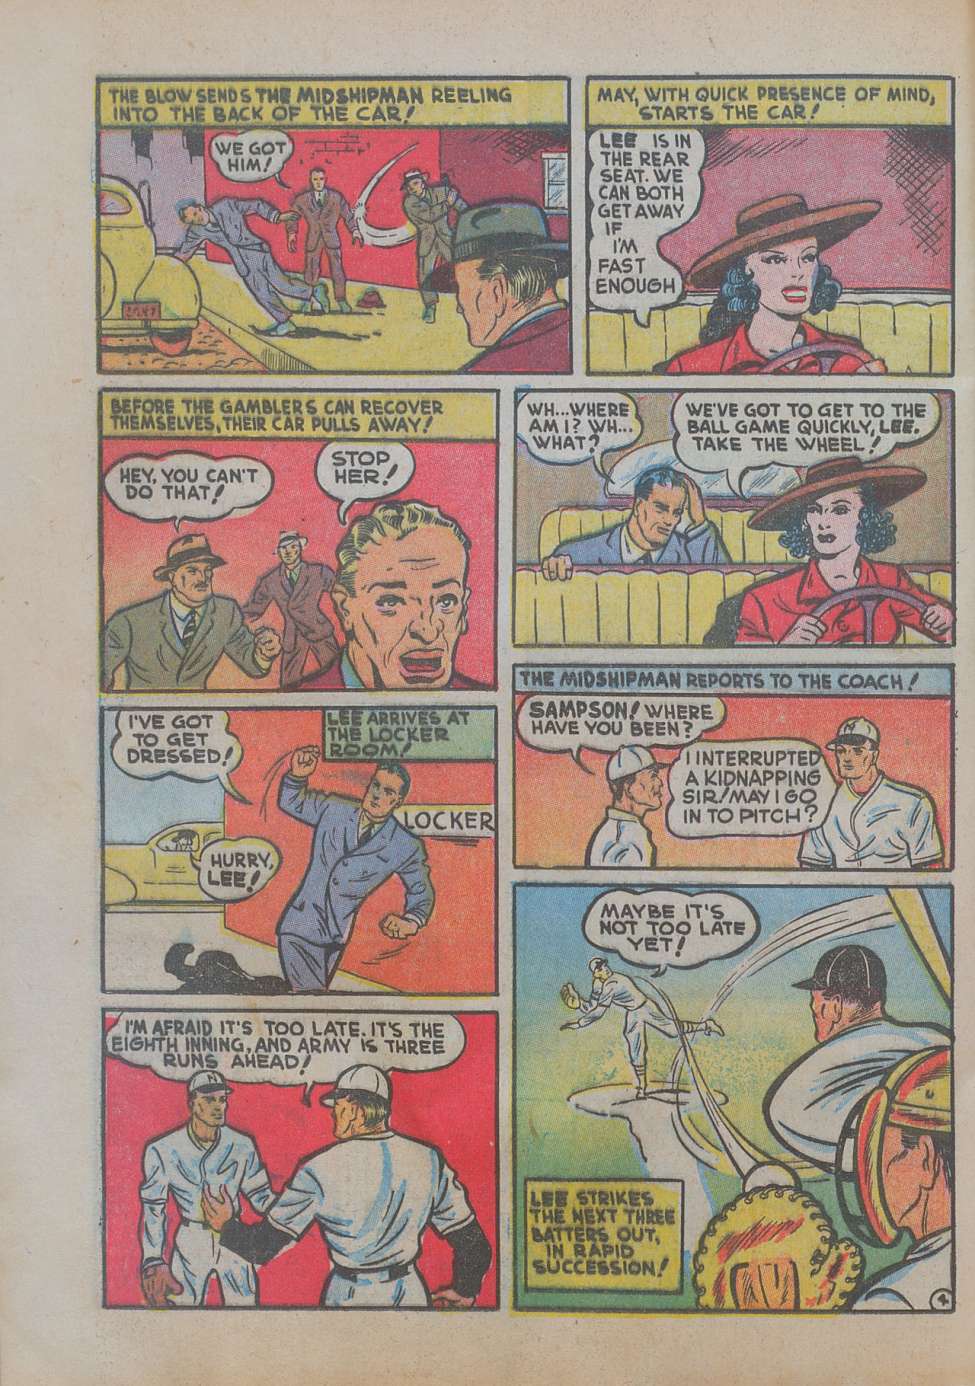 THE BLOW SENDS THE MIDSHIPMAN REELING
INTO THE BACK OF THE CAR!
WE GOT
HIM!
MAY, WITH QUICK PRESENCE OF MIND,
STARTS THE CAR!
LEE IS IN
THE REAR
SEAT. WE
CAN BOTH
GET AWAY
IF
I'M
FAST
ENOUGH
BEFORE THE GAMBLERS CAN RECOVER
THEMSELVES, THEIR CAR PULLS AWAY!
HEY, YOU CAN'T
DO THAT!
STOP
HER!
WH...WHERE
AM I? WH...
WHAT?
WE'VE GOT TO GET TO THE
BALL GAME QUICKLY, LEE.
TAKE THE WHEEL!
I'VE GOT
TO GET
DRESSED!
LEE ARRIVES AT
THE LOCKER
ROOM!
LOCKER
HURRY,
LEE!
THE MIDSHIPMAN REPORTS TO THE COACH!
SAMPSON! WHERE
HAVE YOU BEEN?
I INTERRUPTED
A KIDNAPPING
SIR! MAY I GO
IN TO PITCH?
N
I'M AFRAID IT'S TOO LATE. IT'S THE
EIGHTH INNING, AND ARMY IS THREE
RUNS AHEAD!
N
MAYBE IT'S
NOT TOO LATE
YET!
LEE STRIKES
THE NEXT THREE
BATTERS OUT,
IN RAPID
SUCCESSION!
4